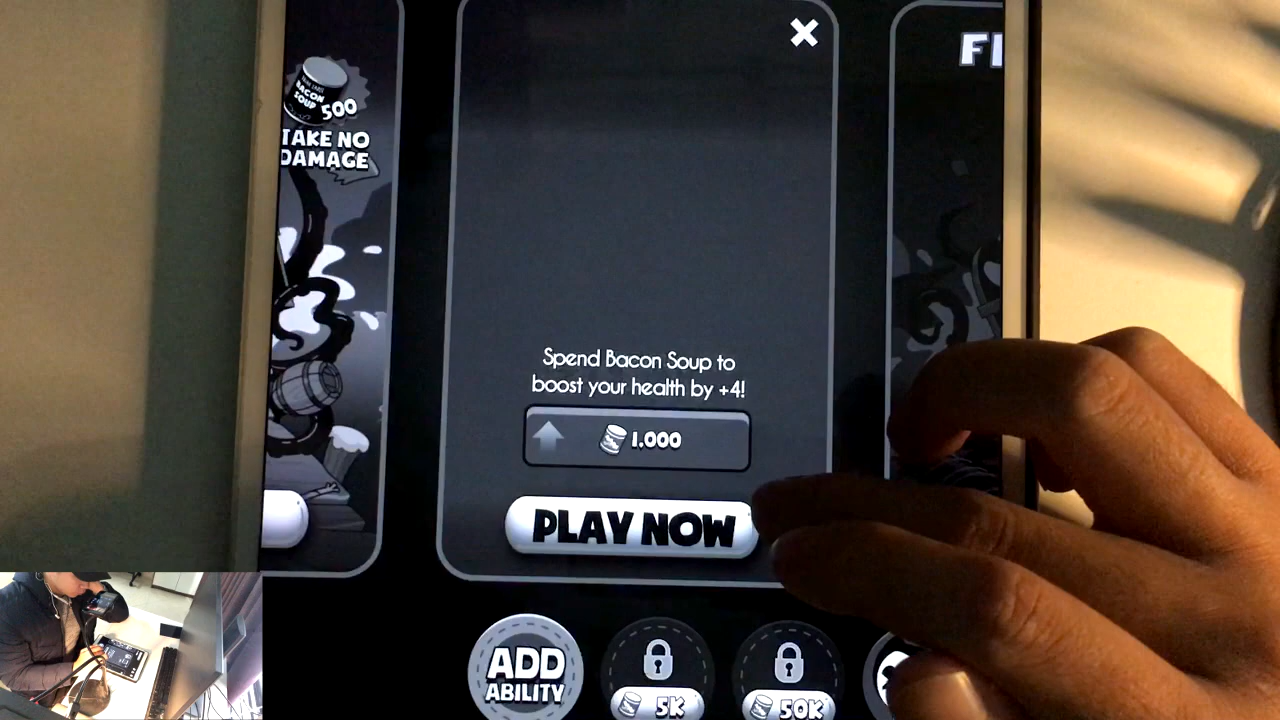 BACON
SOUP
500
TAKE NO
DAMAGE
FI
Spend Bacon Soup to
boost your health by +4!
1.000
PLAY NOW
ADD
ABILITY
5K
50K